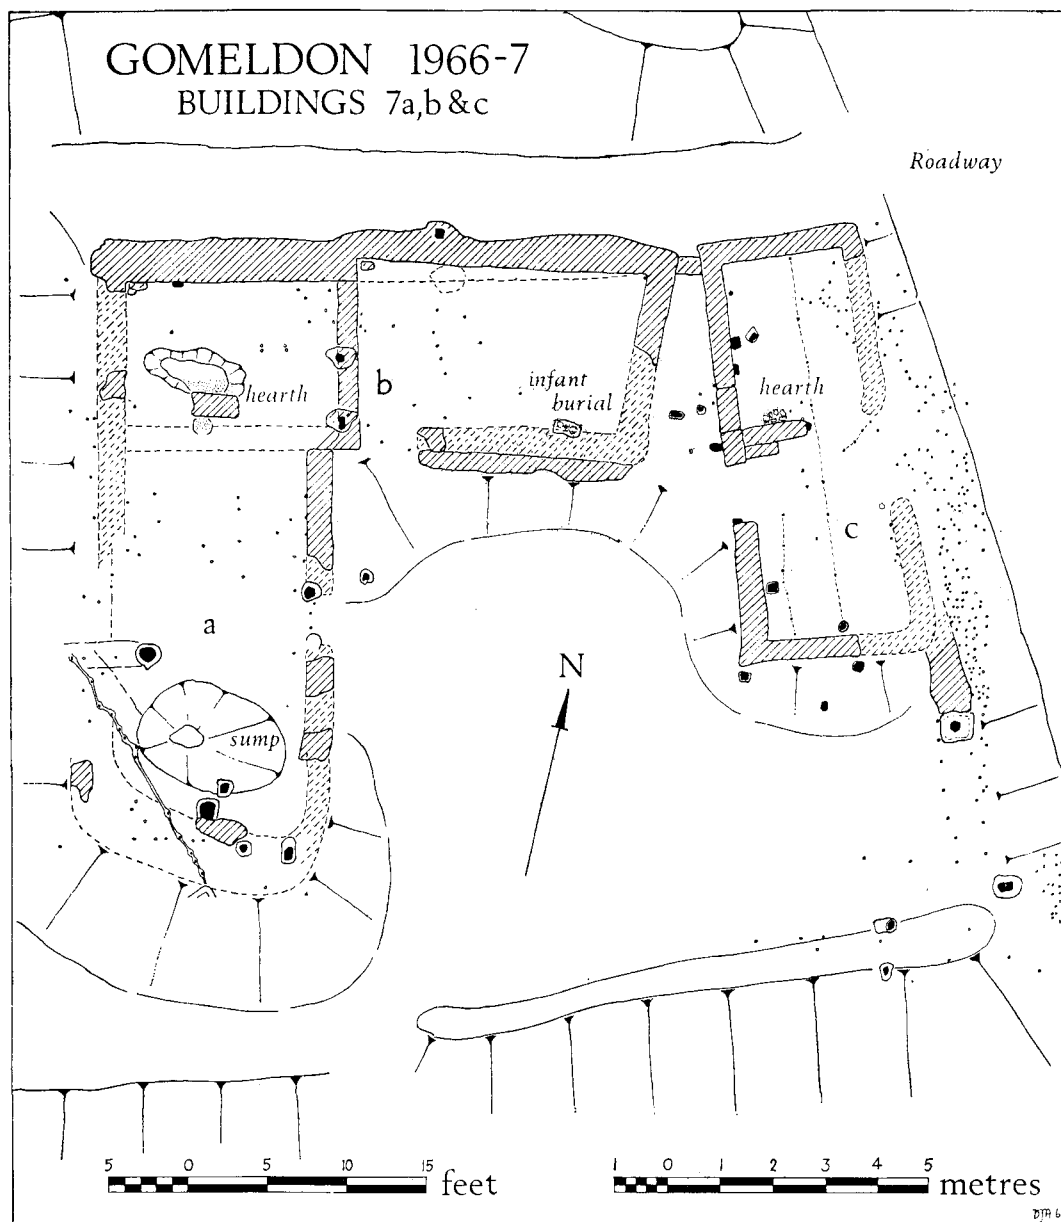 GOMELDON 1966-7
BUILDINGS 7a,b & c
Roadway
hearth
b
infant
burial
hearth
c
a
N
sump
5 0 5 10 15 feet
1 0 1 2 3 4 5 metres